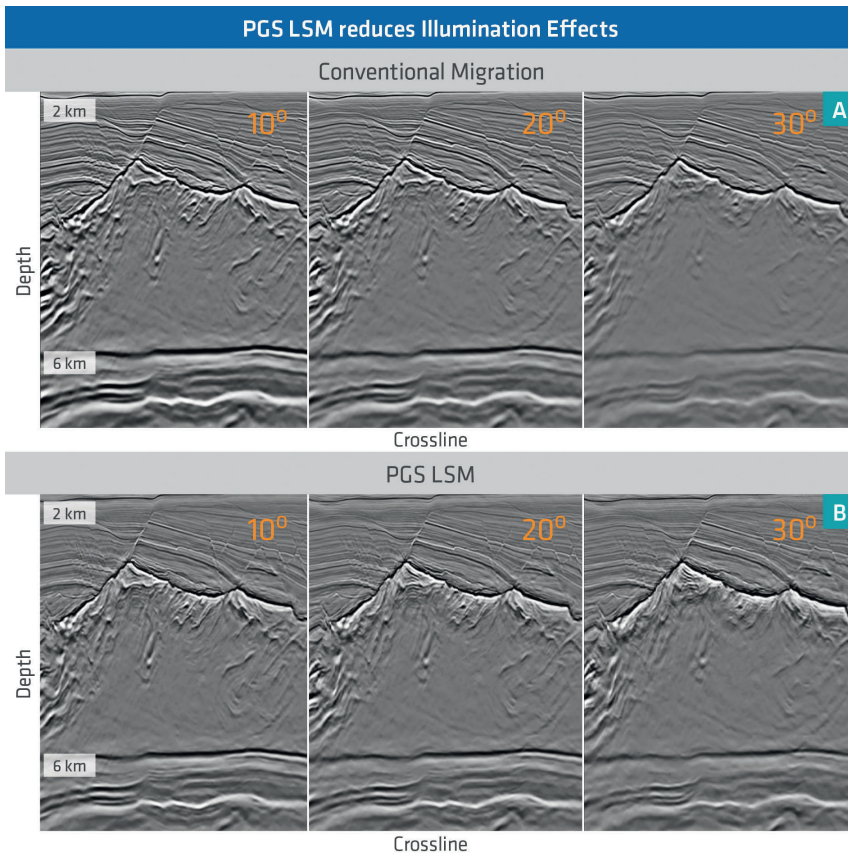 PGS LSM reduces Illumination Effects
Conventional Migration
2 km
10°
20°
30°
A
Depth
6 km
Crossline
PGS LSM
2 km
10°
20°
30°
B
Depth
6 km
Crossline